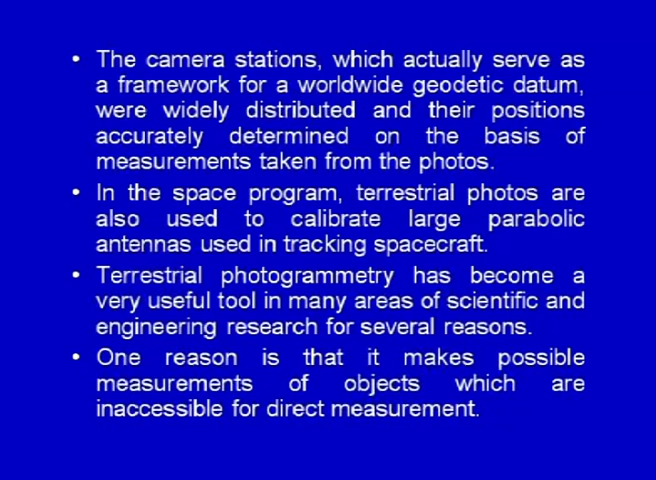 • The camera stations, which actually serve as
a framework for a worldwide geodetic datum,
were widely distributed and their positions
accurately determined on the basis of
measurements taken from the photos.
• In the space program, terrestrial photos are
also used to calibrate large parabolic
antennas used in tracking spacecraft.
• Terrestrial photogrammetry has become a
very useful tool in many areas of scientific and
engineering research for several reasons.
• One reason is that it makes possible
measurements of objects which are
inaccessible for direct measurement.